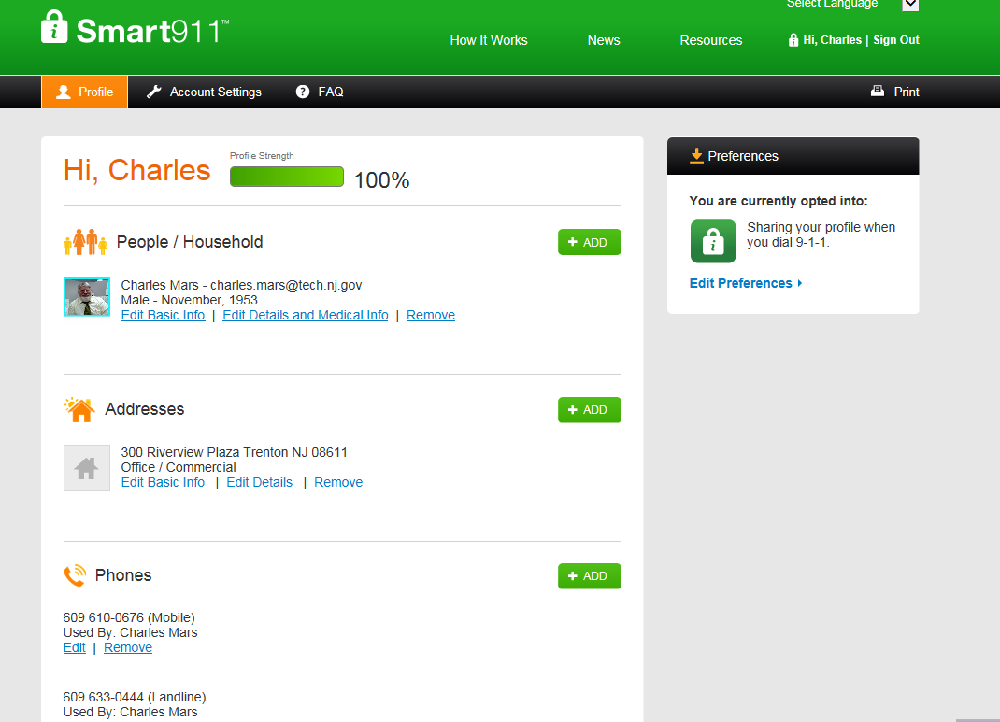 Select Language
Smart911™
How It Works
News
Resources
Hi, Charles | Sign Out
Profile
Account Settings
? FAQ
Print
Hi, Charles
Profile Strength
100%
People / Household
+ ADD
Charles Mars - charles.mars@tech.nj.gov
Male - November, 1953
Edit Basic Info | Edit Details and Medical Info | Remove
Addresses
+ ADD
300 Riverview Plaza Trenton NJ 08611
Office / Commercial
Edit Basic Info | Edit Details | Remove
Phones
+ ADD
609 610-0676 (Mobile)
Used By: Charles Mars
Edit | Remove
609 633-0444 (Landline)
Used By: Charles Mars
Preferences
You are currently opted into:
Sharing your profile when
you dial 9-1-1.
Edit Preferences